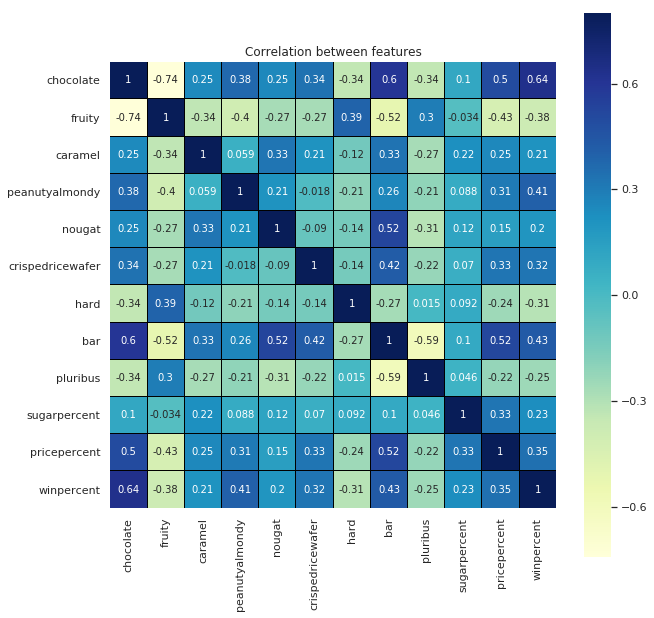 Correlation between features
chocolate 1 -0.74 0.25 0.38 0.25 0.34 -0.34 0.6 -0.34 0.1 0.5 0.64
fruity -0.74 1 -0.34 -0.4 -0.27 -0.27 0.39 -0.52 0.3 -0.034 -0.43 -0.38
caramel 0.25 -0.34 1 0.059 0.33 0.21 -0.12 0.33 -0.27 0.22 0.25 0.21
peanutyalmondy 0.38 -0.4 0.059 1 0.21 -0.018 -0.21 0.26 -0.21 0.088 0.31 0.41
nougat 0.25 -0.27 0.33 0.21 1 -0.09 -0.14 0.52 -0.31 0.12 0.15 0.2
crispedricewafer 0.34 -0.27 0.21 -0.018 -0.09 1 -0.14 0.42 -0.22 0.07 0.33 0.32
hard -0.34 0.39 -0.12 -0.21 -0.14 -0.14 1 -0.27 0.015 0.092 -0.24 -0.31
bar 0.6 -0.52 0.33 0.26 0.52 0.42 -0.27 1 -0.59 0.1 0.52 0.43
pluribus -0.34 0.3 -0.27 -0.21 -0.31 -0.22 0.015 -0.59 1 0.046 -0.22 -0.25
sugarpercent 0.1 -0.034 0.22 0.088 0.12 0.07 0.092 0.1 0.046 1 0.33 0.23
pricepercent 0.5 -0.43 0.25 0.31 0.15 0.33 -0.24 0.52 -0.22 0.33 1 0.35
winpercent 0.64 -0.38 0.21 0.41 0.2 0.32 -0.31 0.43 -0.25 0.23 0.35 1
chocolate fruity caramel peanutyalmondy nougat crispedricewafer hard bar pluribus sugarpercent pricepercent winpercent
0.6
0.3
0.0
−0.3
−0.6